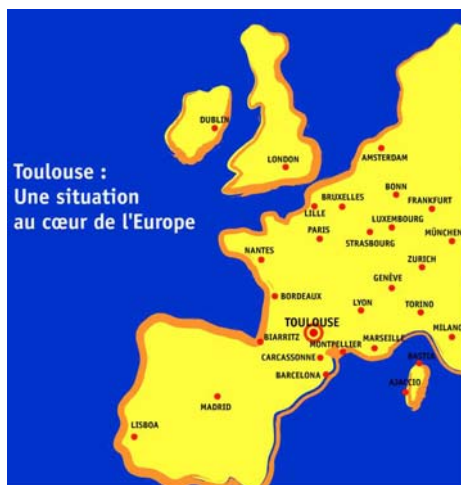 DUBLIN
LONDON
AMSTERDAM
Toulouse :
Une situation
au cœur de l'Europe
BONN
BRUXELLES
FRANKFURT
LILLE
LUXEMBOURG
PARIS
STRASBOURG
MÜNCHEN
NANTES
ZURICH
GENÈVE
BORDEAUX
LYON
TORINO
TOULOUSE
BIARRITZ
MONTPELLIER
MARSEILLE
MILANO
CARCASSONNE
BASTIA
BARCELONA
AJACCIO
MADRID
LISBOA